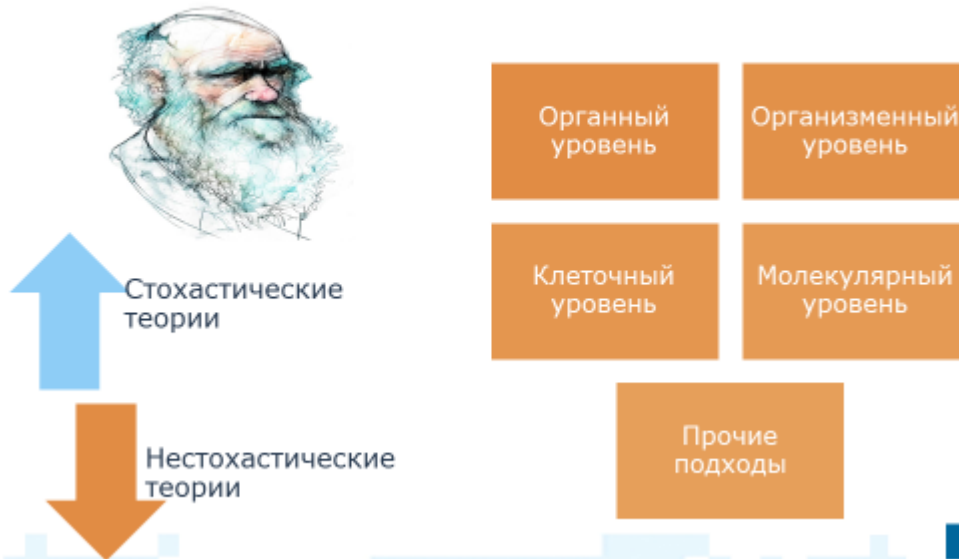 Органный
уровень
Организменный
уровень
Клеточный
уровень
Молекулярный
уровень
Стохастические
теории
Прочие
подходы
Нестохастические
теории